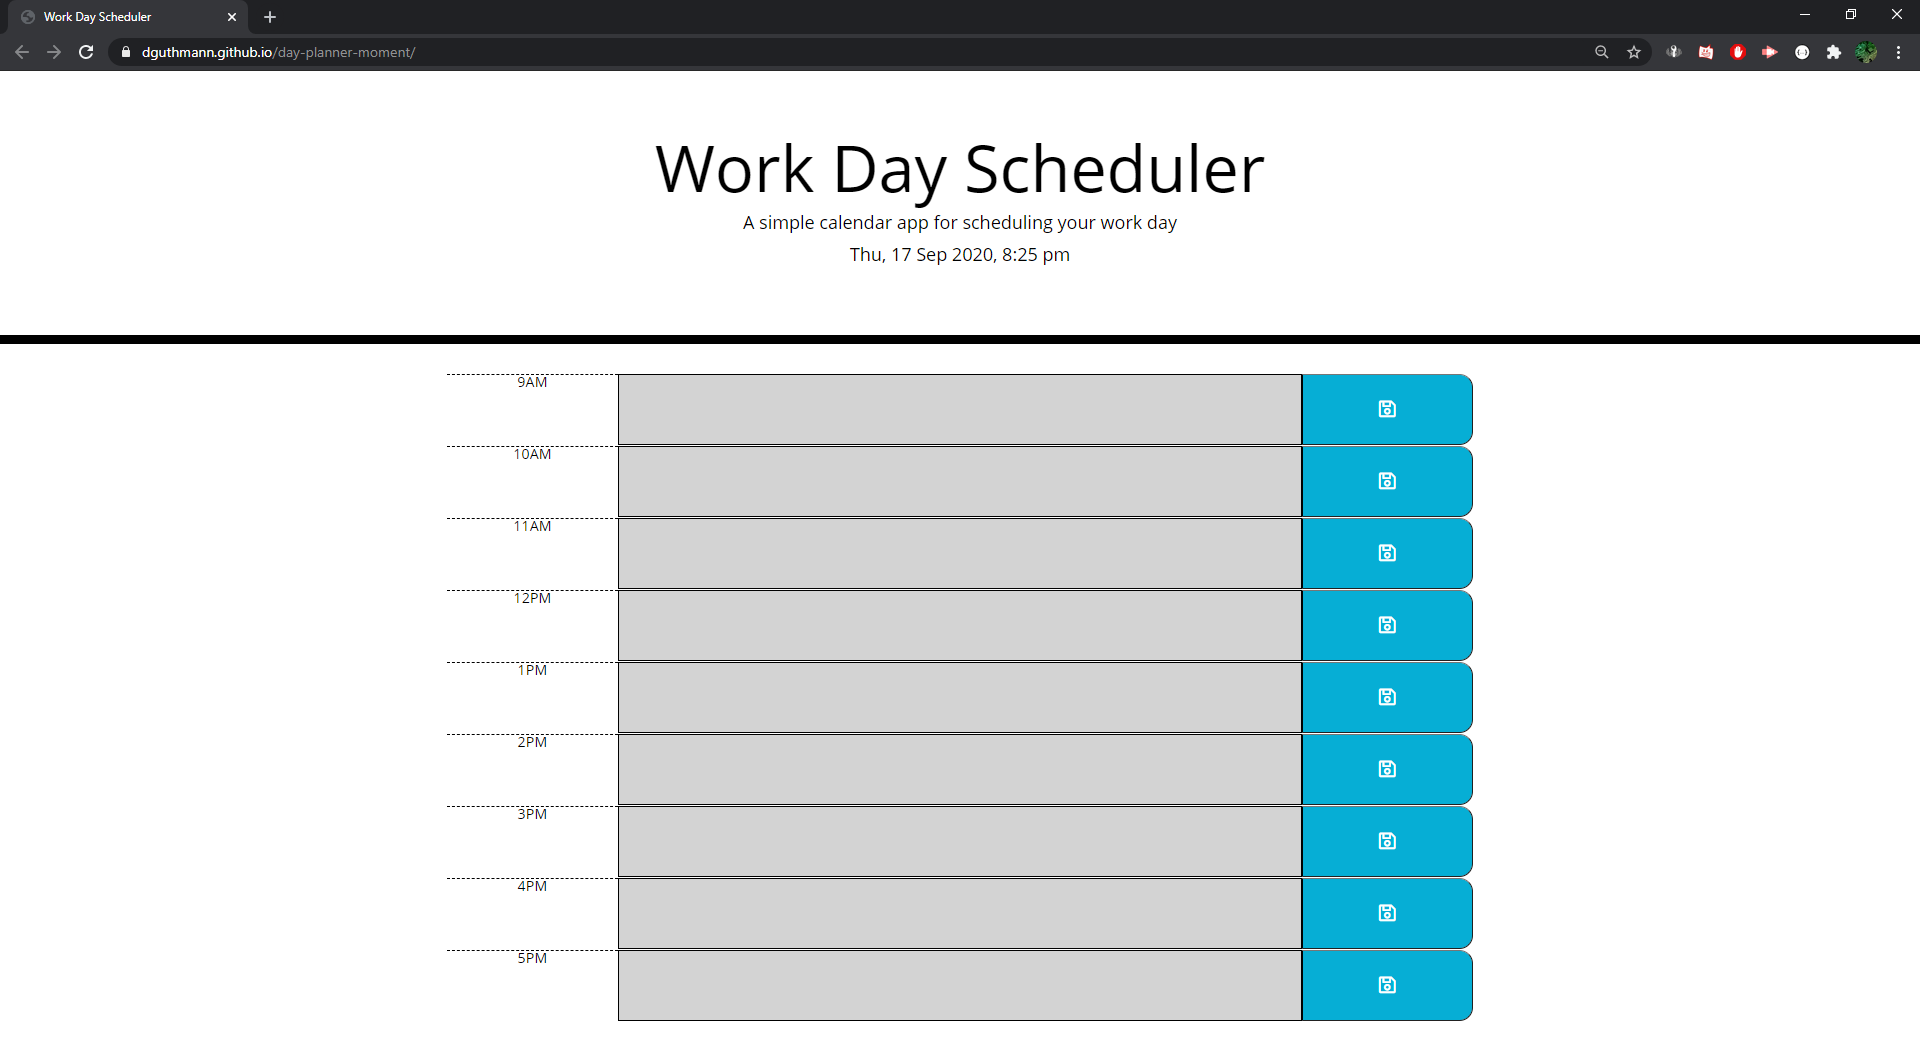 Work Day Scheduler
dguthmann.github.io/day-planner-moment/
Work Day Scheduler
A simple calendar app for scheduling your work day
Thu, 17 Sep 2020, 8:25 pm
9AM
10AM
11AM
12PM
1PM
2PM
3PM
4PM
5PM